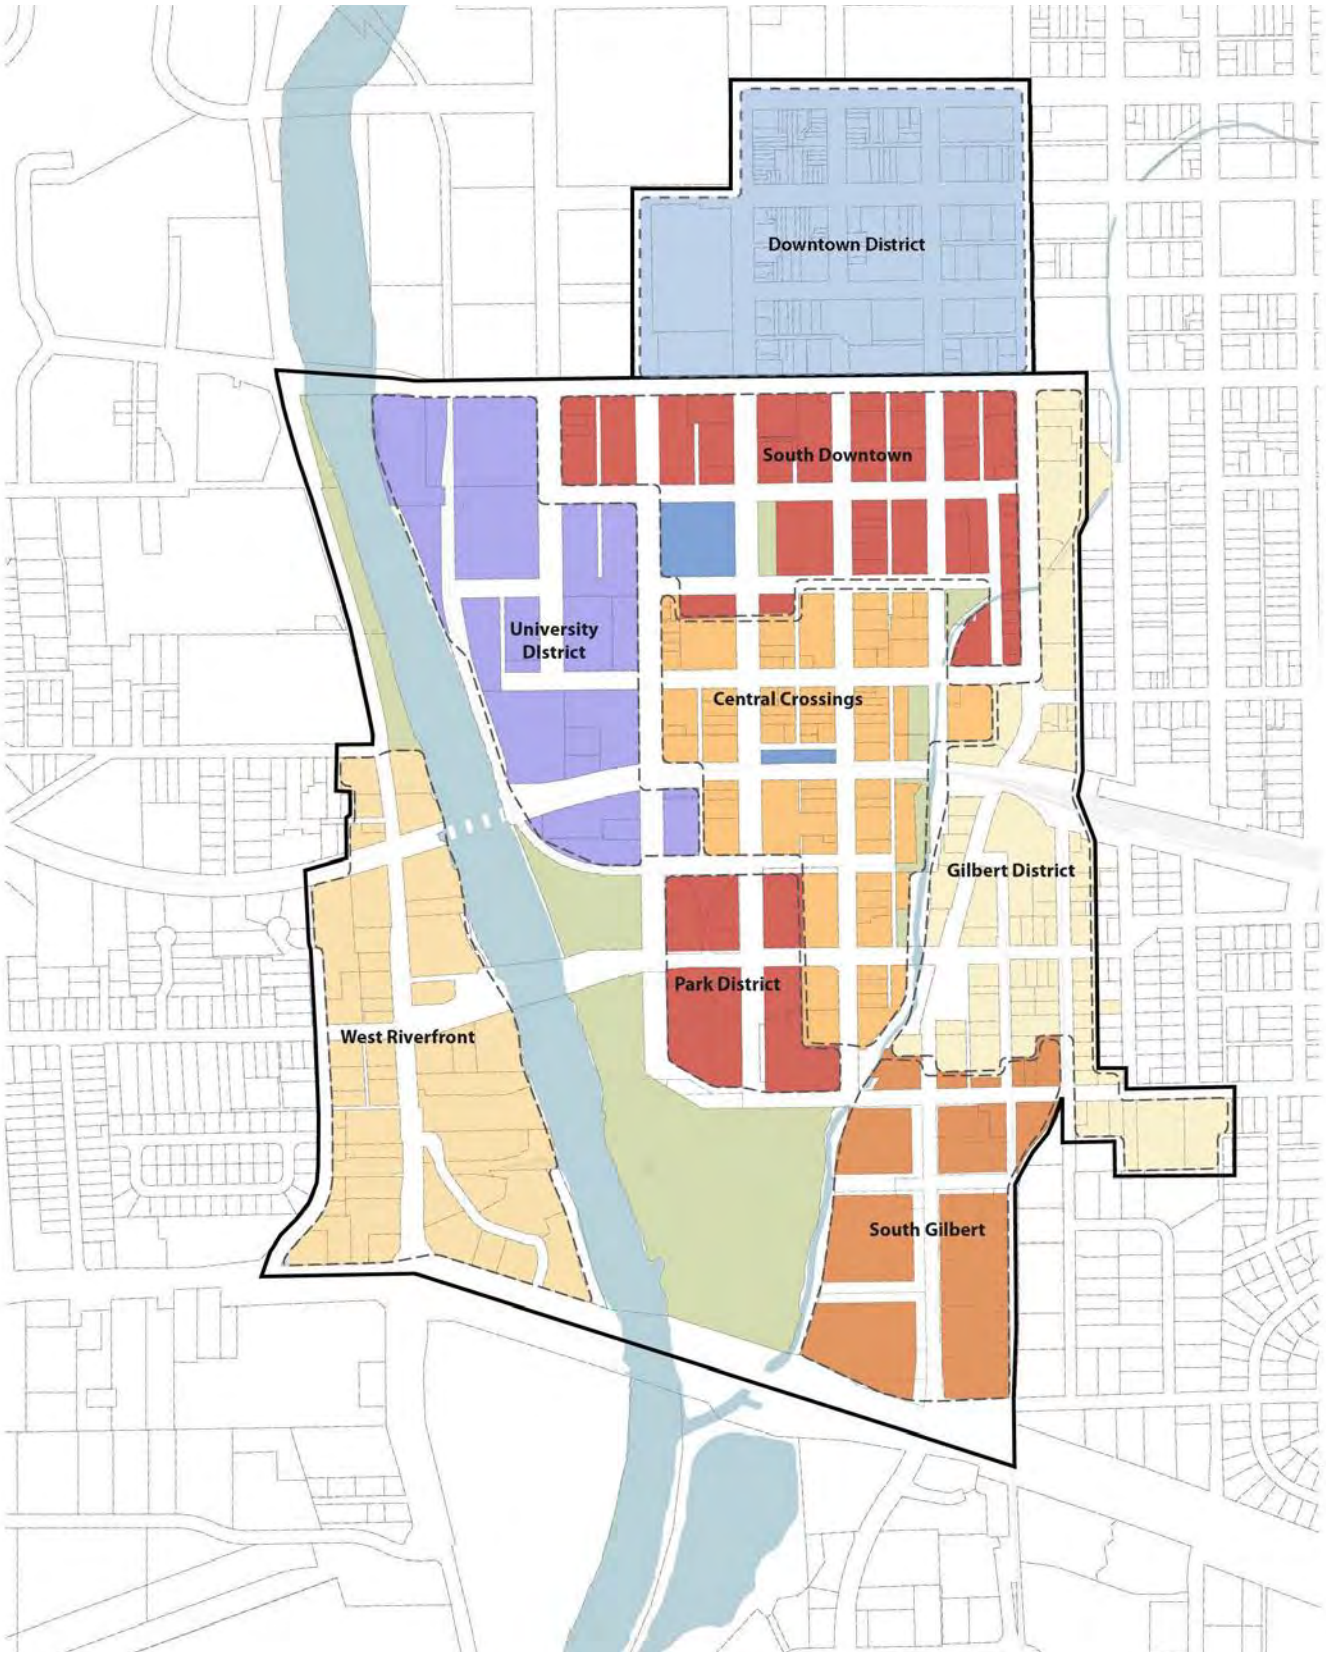 Downtown District
South Downtown
University
District
Central Crossings
Gilbert District
Park District
West Riverfront
South Gilbert